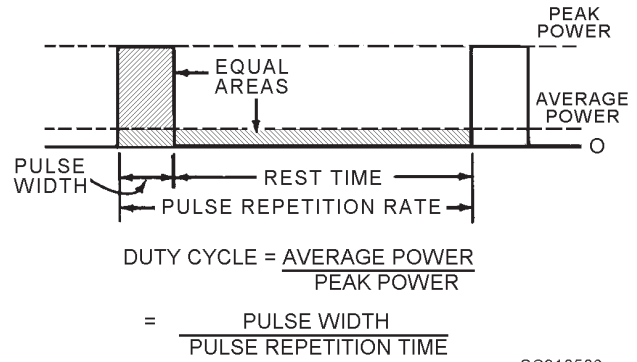 PEAK
POWER
EQUAL
AREAS
AVERAGE
POWER
O
PULSE
WIDTH
REST TIME
PULSE REPETITION RATE
DUTY CYCLE = AVERAGE POWER
PEAK POWER
= PULSE WIDTH
PULSE REPETITION TIME